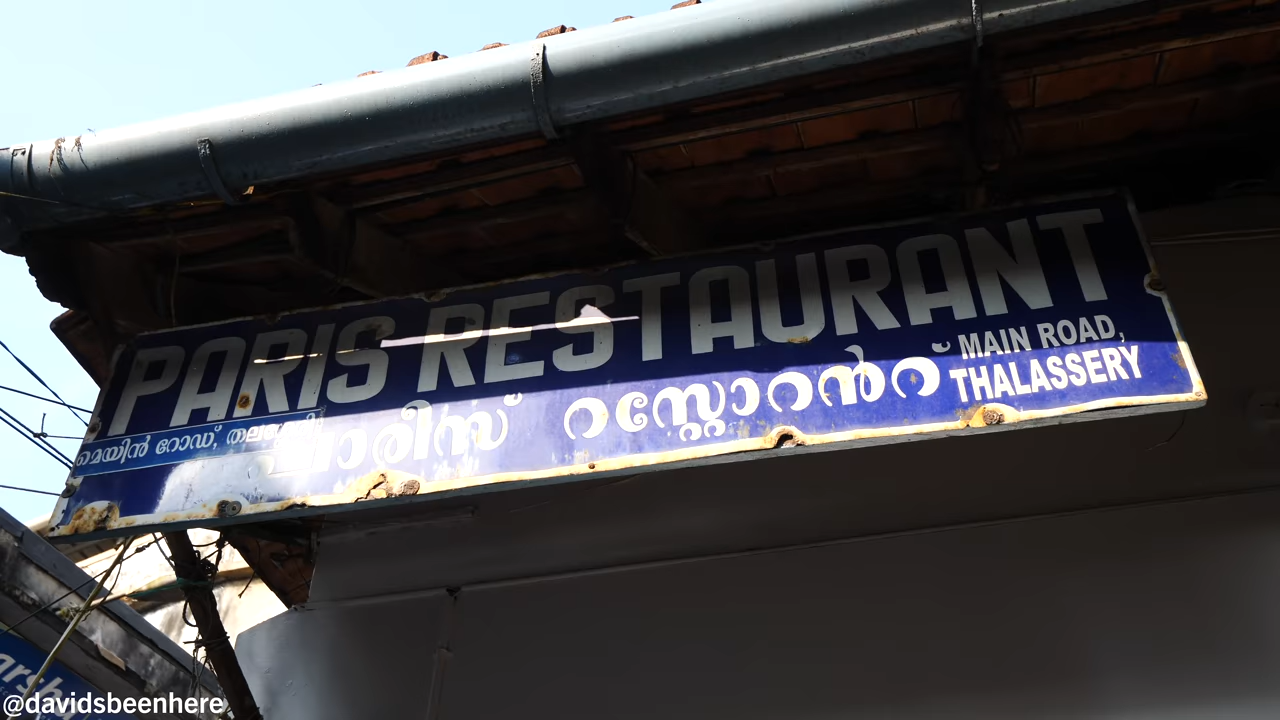 PARIS RESTAURANT
മെയിൻ റോഡ്, തലശ്ശേരി
പാരീസ് റസ്റ്റോറൻറ് 
MAIN ROAD,
THALASSERY
@davidsbeenhere